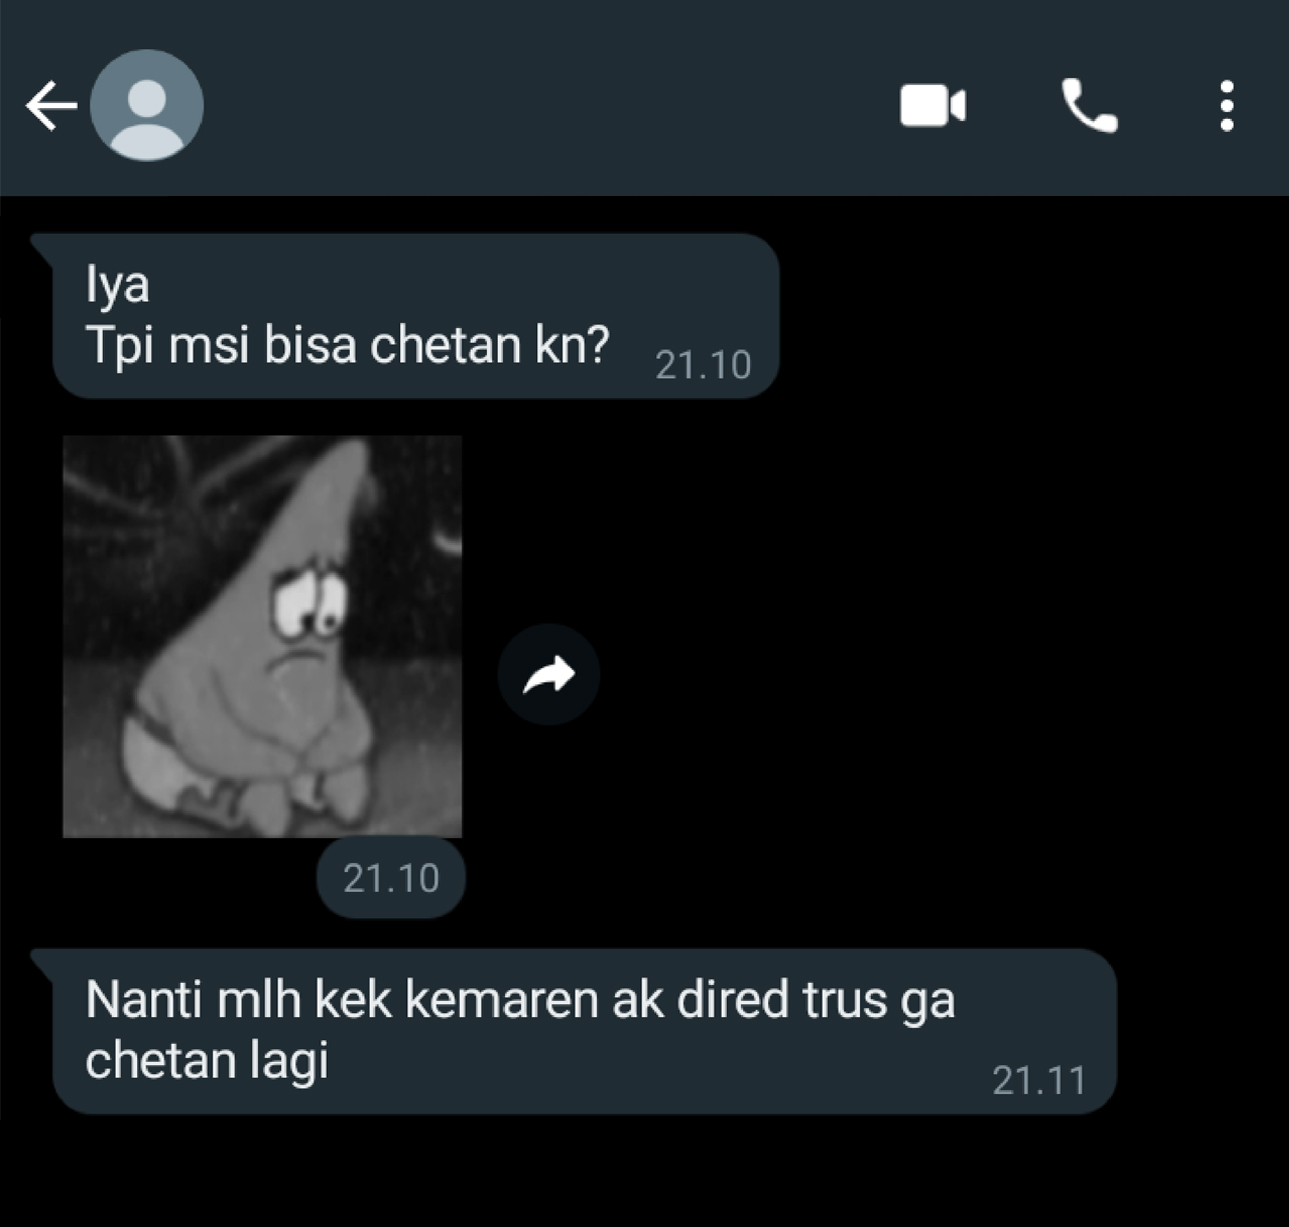 Iya
Tpi msi bisa chetan kn?
21.10
21.10
Nanti mlh kek kemaren ak dired trus ga
chetan lagi
21.11